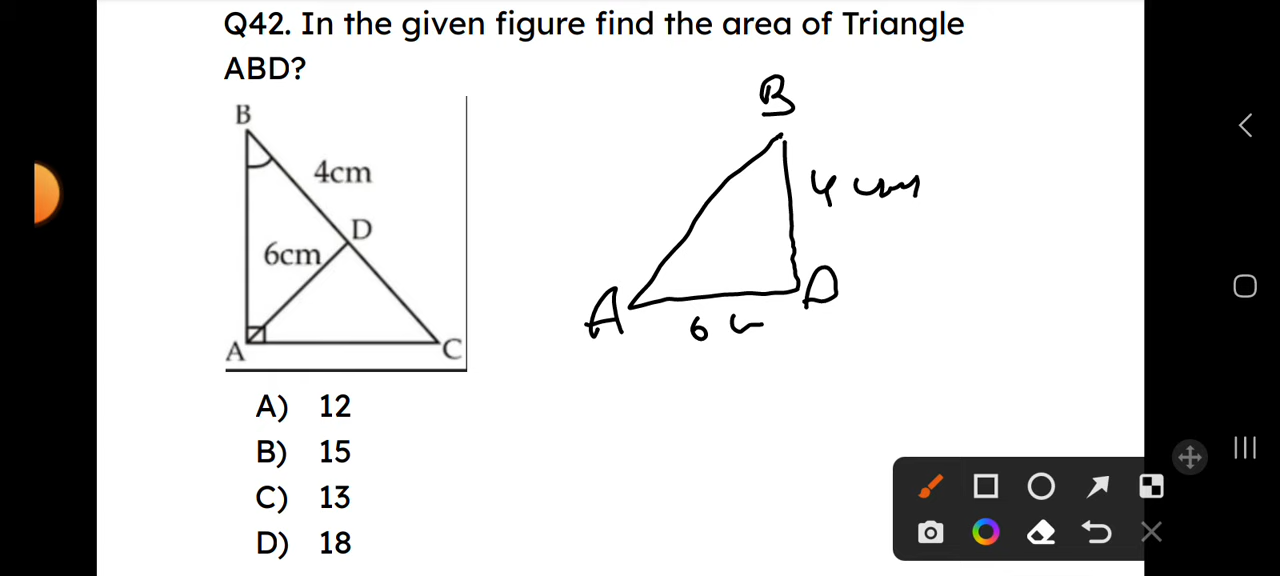 Q42. In the given figure find the area of Triangle
ABD?
B
4cm
D
6cm
A
C
B
4 cm
A
D
6
A) 12
B) 15
C) 13
D) 18